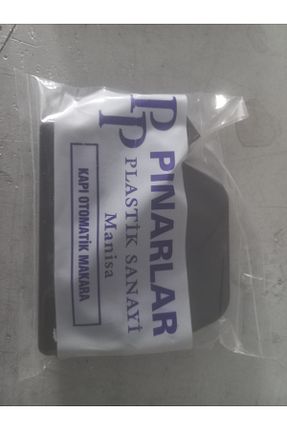 PP PINARLAR
PLASTİK SANAYİ
Manisa
KAPI OTOMATİK MAKARA